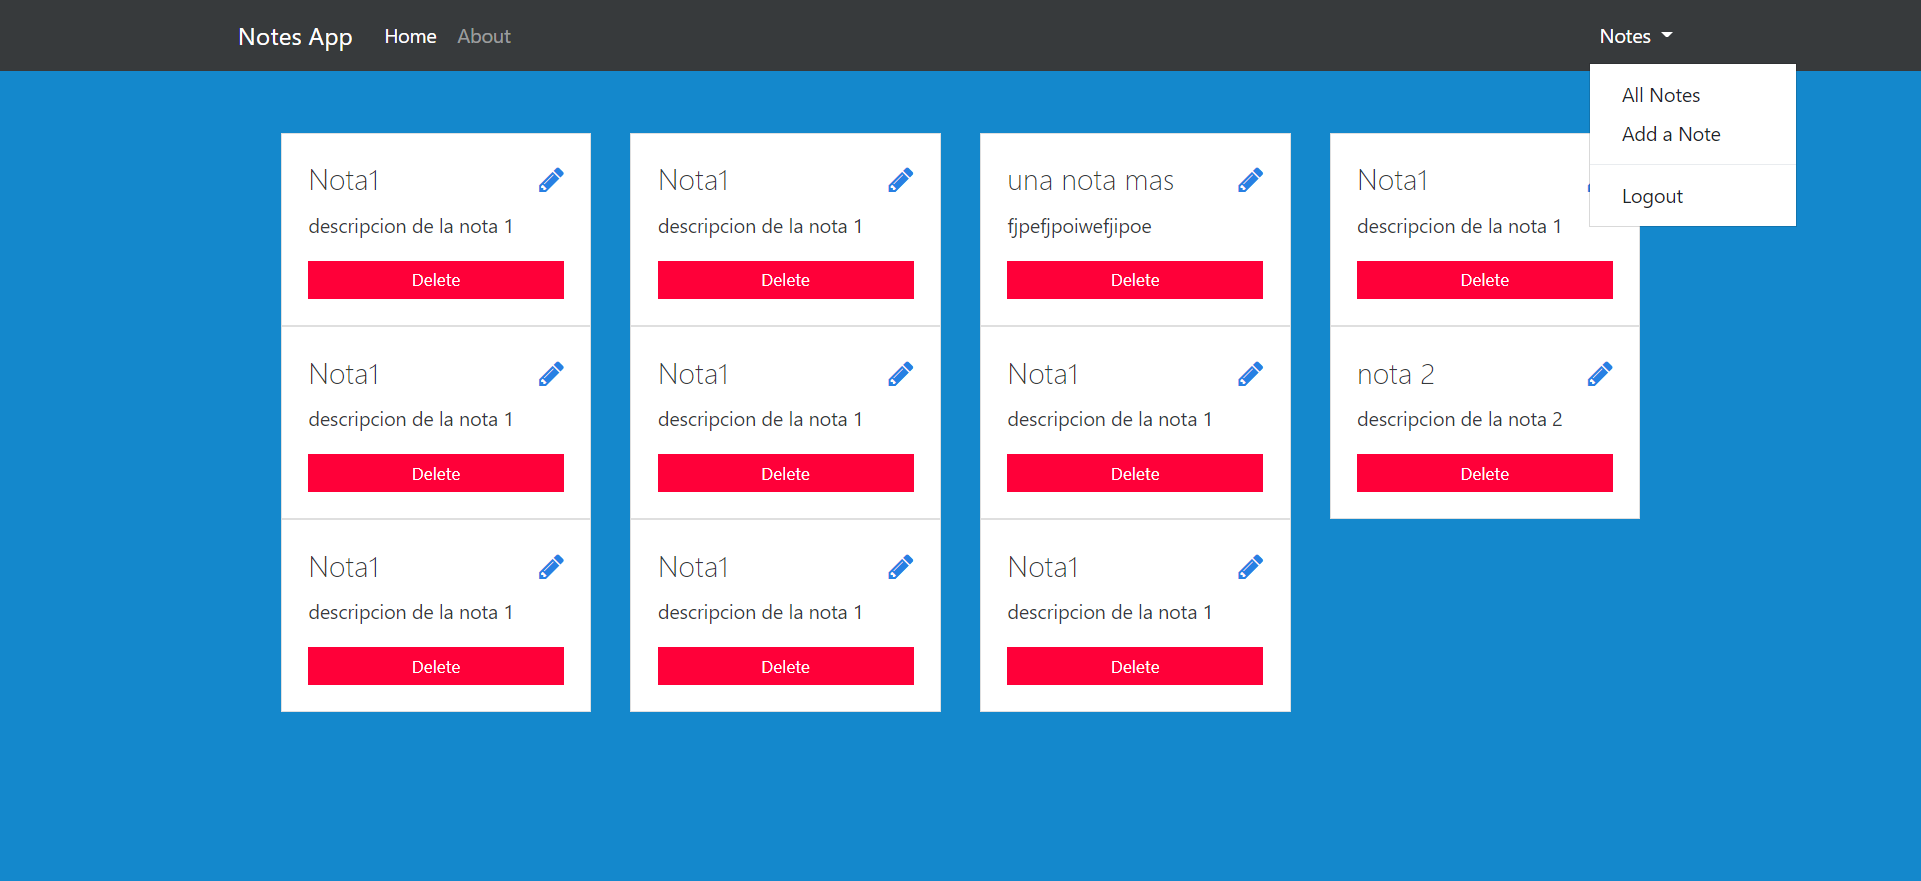 Notes App Home About Notes
All Notes
Add a Note
Logout
Nota1
descripcion de la nota 1
Delete
Nota1
descripcion de la nota 1
Delete
una nota mas
fjpefjpoiwefjipoe
Delete
Nota1
descripcion de la nota 1
Delete
Nota1
descripcion de la nota 1
Delete
Nota1
descripcion de la nota 1
Delete
Nota1
descripcion de la nota 1
Delete
nota 2
descripcion de la nota 2
Delete
Nota1
descripcion de la nota 1
Delete
Nota1
descripcion de la nota 1
Delete
Nota1
descripcion de la nota 1
Delete